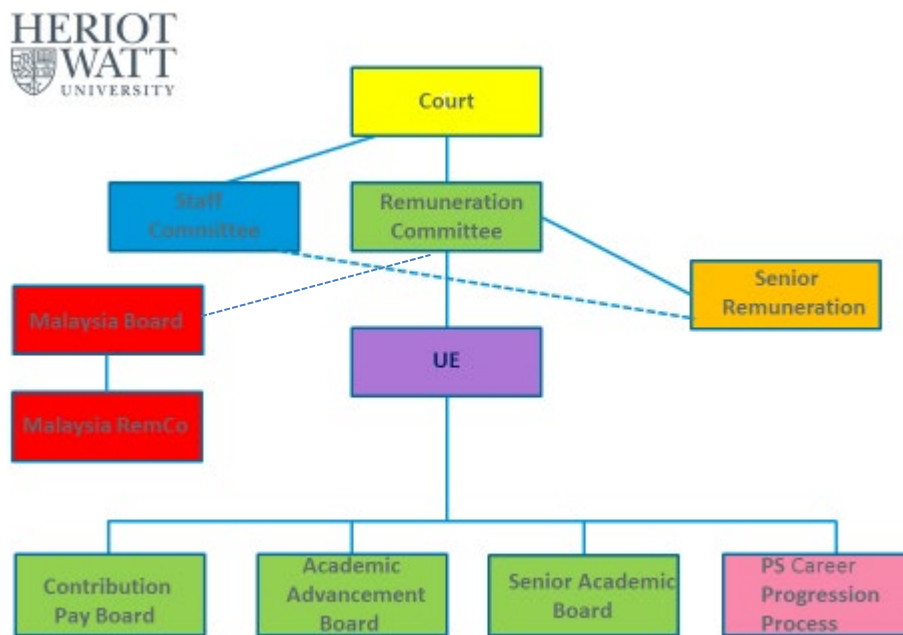 HERIOT
WATT
UNIVERSITY
Court
Staff
Committee
Remuneration
Committee
Senior
Remuneration
Malaysia Board
UE
Malaysia RemCo
Contribution
Pay Board
Academic
Advancement
Board
Senior Academic
Board
PS Career
Progression
Process